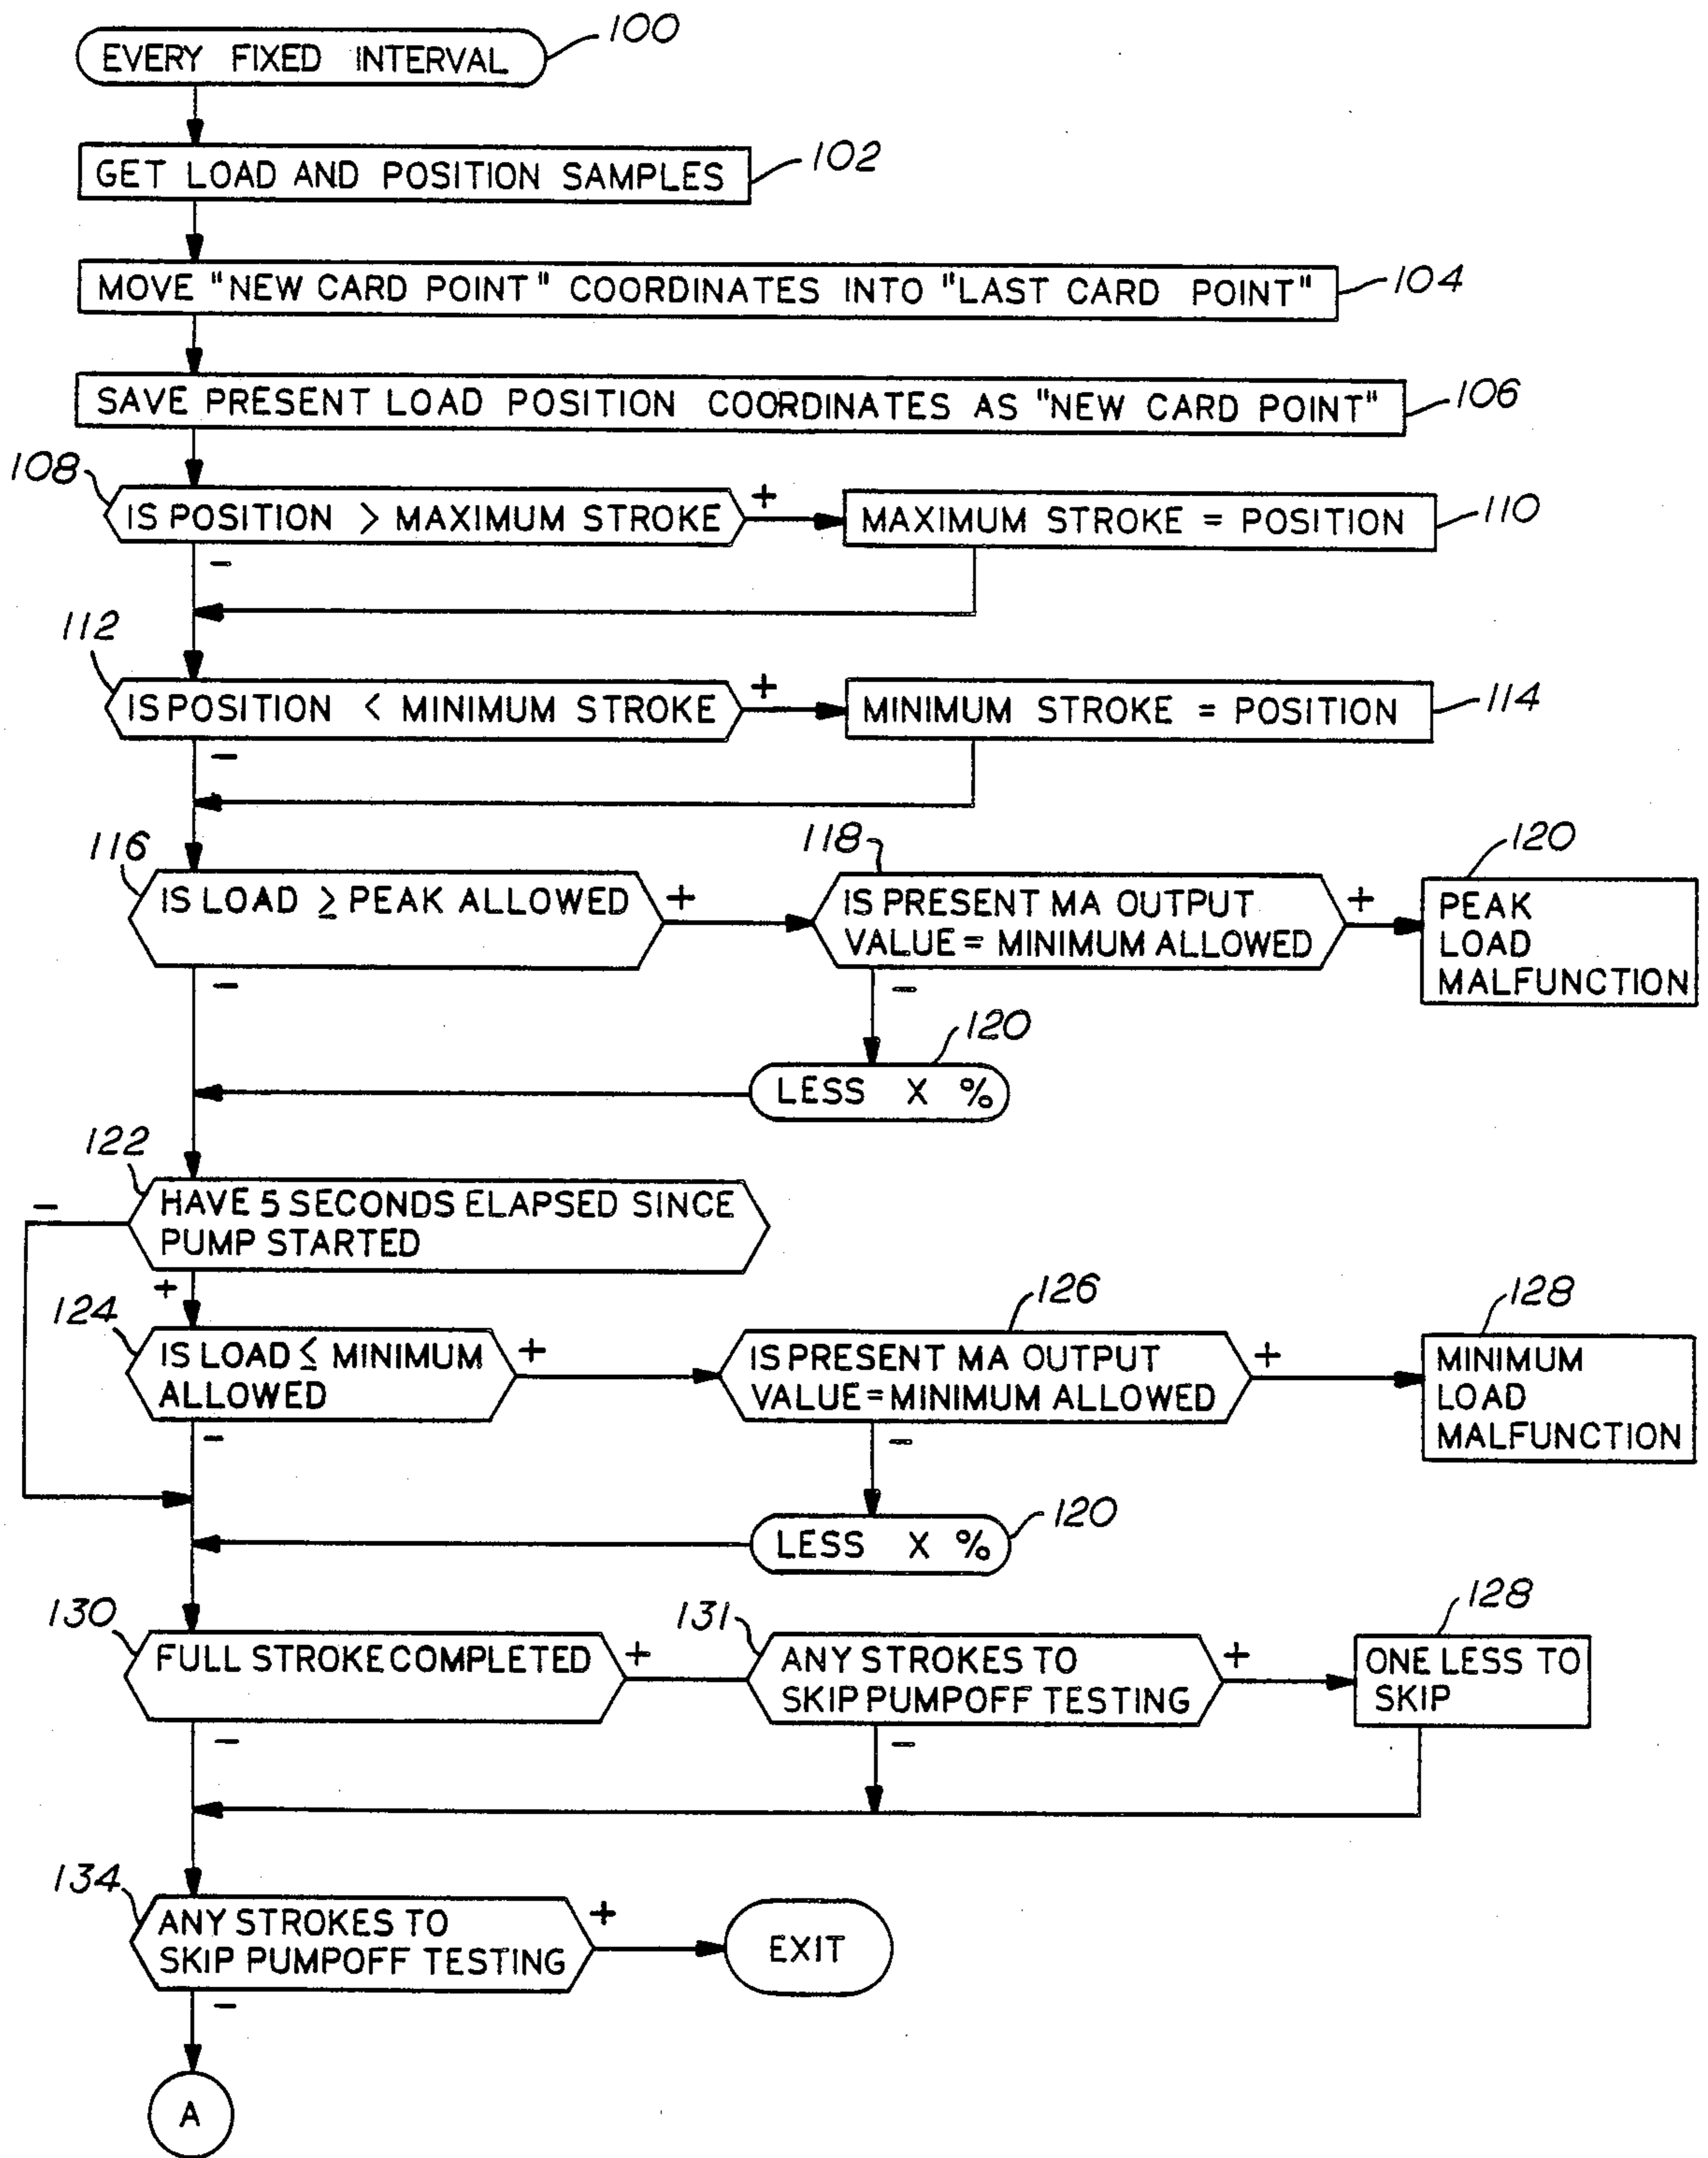 EVERY FIXED INTERVAL
100
GET LOAD AND POSITION SAMPLES
102
MOVE "NEW CARD POINT" COORDINATES INTO "LAST CARD POINT"
104
SAVE PRESENT LOAD POSITION COORDINATES AS "NEW CARD POINT"
106
108
IS POSITION > MAXIMUM STROKE
+
MAXIMUM STROKE = POSITION
110
−
112
IS POSITION < MINIMUM STROKE
+
MINIMUM STROKE = POSITION
114
−
116
IS LOAD ≥ PEAK ALLOWED
+
118
IS PRESENT MA OUTPUT
VALUE = MINIMUM ALLOWED
+
120
PEAK
LOAD
MALFUNCTION
−
−
120
LESS X %
122
HAVE 5 SECONDS ELAPSED SINCE
PUMP STARTED
−
+
124
IS LOAD ≤ MINIMUM
ALLOWED
+
126
IS PRESENT MA OUTPUT
VALUE = MINIMUM ALLOWED
+
128
MINIMUM
LOAD
MALFUNCTION
−
−
120
LESS X %
130
FULL STROKE COMPLETED
+
131
ANY STROKES TO
SKIP PUMPOFF TESTING
+
128
ONE LESS TO
SKIP
−
−
134
ANY STROKES TO
SKIP PUMPOFF TESTING
+
EXIT
−
A